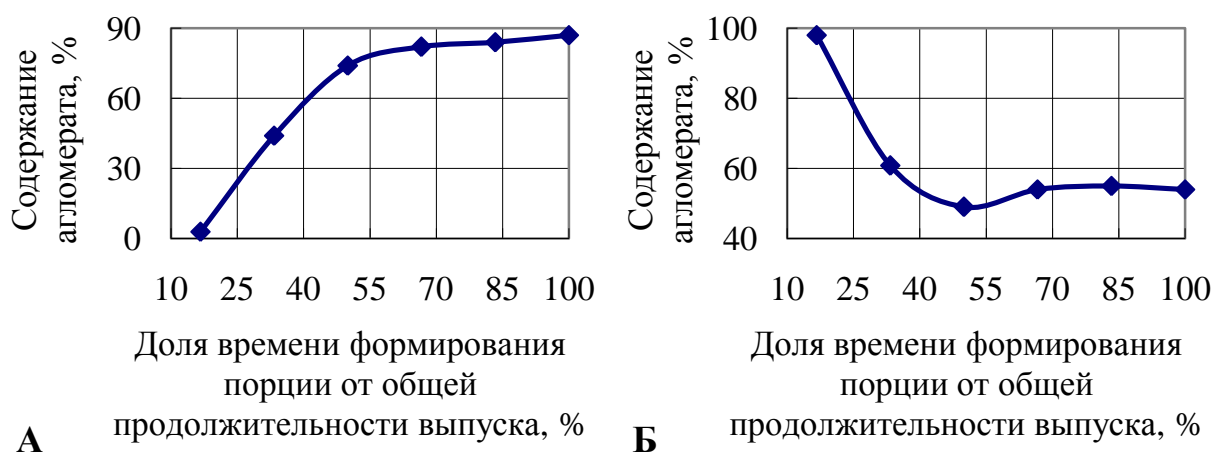 Содержание
агломерата, %
90
60
30
0
10 25 40 55 70 85 100
Доля времени формирования
порции от общей
продолжительности выпуска, %
А
Содержание
агломерата, %
100
80
60
40
10 25 40 55 70 85 100
Доля времени формирования
порции от общей
продолжительности выпуска, %
Б